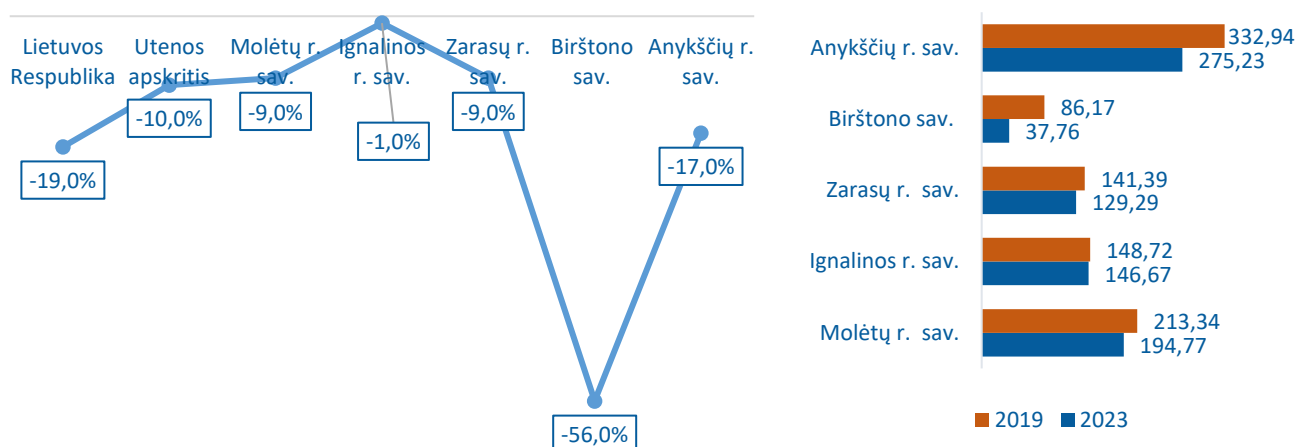 Lietuvos
Respublika
Utenos
apskritis
Molėtų r.
sav.
Ignalinos
r. sav.
Zarasų r.
sav.
Birštono
sav.
Anykščių r.
sav.
-19,0%
-10,0%
-9,0%
-1,0%
-9,0%
-56,0%
-17,0%
Anykščių r. sav.
332,94
275,23
Birštono sav.
86,17
37,76
Zarasų r. sav.
141,39
129,29
Ignalinos r. sav.
148,72
146,67
Molėtų r. sav.
213,34
194,77
2019
2023